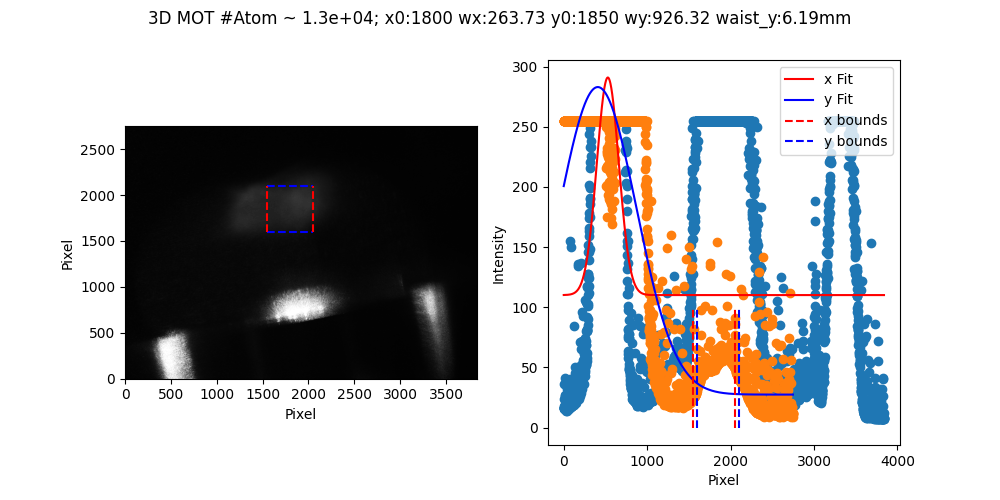 3D MOT #Atom ~ 1.3e+04; x0:1800 wx:263.73 y0:1850 wy:926.32 waist_y:6.19mm
Pixel
2500
2000
1500
1000
500
0
0 500 1000 1500 2000 2500 3000 3500
Pixel
Intensity
300
250
200
150
100
50
0
0 1000 2000 3000 4000
Pixel
x Fit
y Fit
x bounds
y bounds